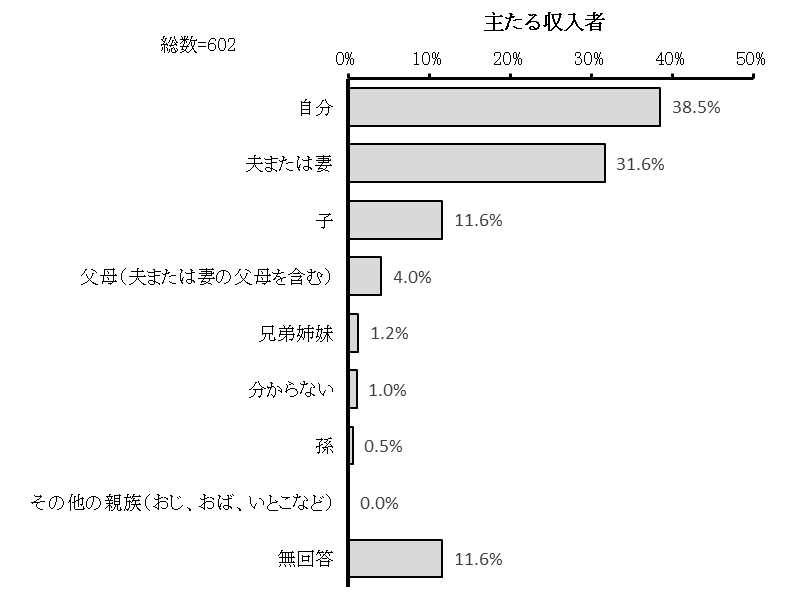 主たる収入者
総数=602
0% 10% 20% 30% 40% 50%
自分 38.5%
夫または妻 31.6%
子 11.6%
父母（夫または妻の父母を含む） 4.0%
兄弟姉妹 1.2%
分からない 1.0%
孫 0.5%
その他の親族（おじ、おば、いとこなど） 0.0%
無回答 11.6%